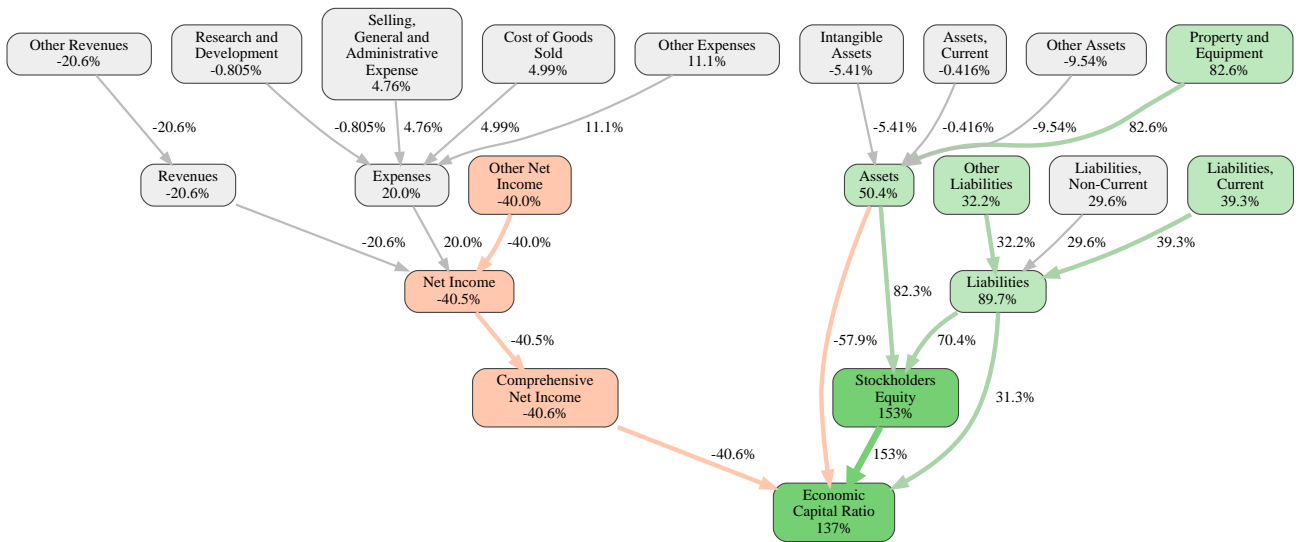 Other Revenues
-20.6%
Research and
Development
-0.805%
Selling,
General and
Administrative
Expense
4.76%
Cost of Goods
Sold
4.99%
Other Expenses
11.1%
Intangible
Assets
-5.41%
Assets,
Current
-0.416%
Other Assets
-9.54%
Property and
Equipment
82.6%
-20.6%
-0.805%
4.76%
4.99%
11.1%
-5.41%
-0.416%
-9.54%
82.6%
Revenues
-20.6%
Expenses
20.0%
Other Net
Income
-40.0%
Assets
50.4%
Other
Liabilities
32.2%
Liabilities,
Non-Current
29.6%
Liabilities,
Current
39.3%
-20.6%
20.0%
-40.0%
32.2%
29.6%
39.3%
Net Income
-40.5%
82.3%
Liabilities
89.7%
-40.5%
-57.9%
70.4%
Comprehensive
Net Income
-40.6%
Stockholders
Equity
153%
31.3%
-40.6%
153%
Economic
Capital Ratio
137%